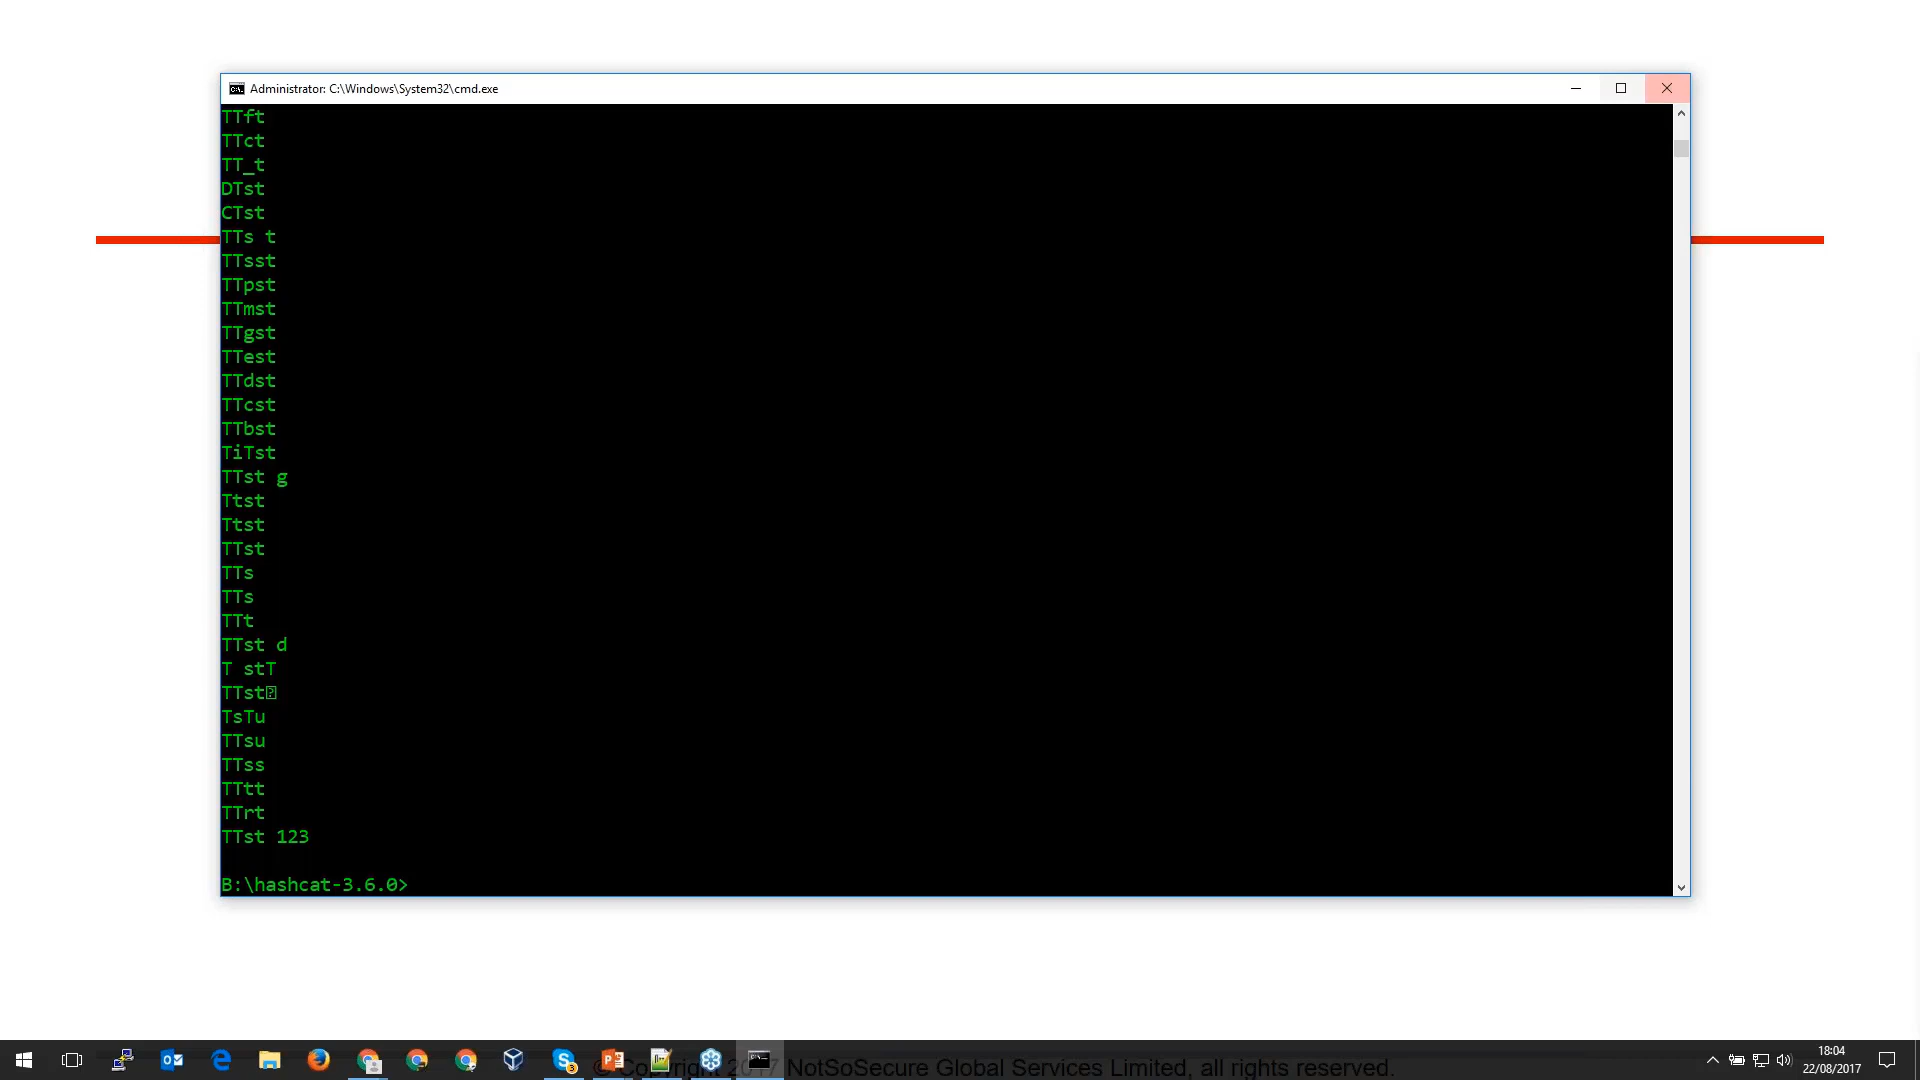 Administrator: C:\Windows\System32\cmd.exe
TTft
TTct
TT_t
DTst
CTst
TTs t
TTsst
TTpst
TTmst
TTgst
TTest
TTdst
TTcst
TTbst
TiTst
TTst g
Ttst
Ttst
TTst
TTs
TTs
TTt
TTst d
T stT
TTst
TsTu
TTsu
TTss
TTtt
TTrt
TTst 123
B:\hashcat-3.6.0>
© Copyright 2017 NotSoSecure Global Services Limited, all rights reserved.
18:04
22/08/2017